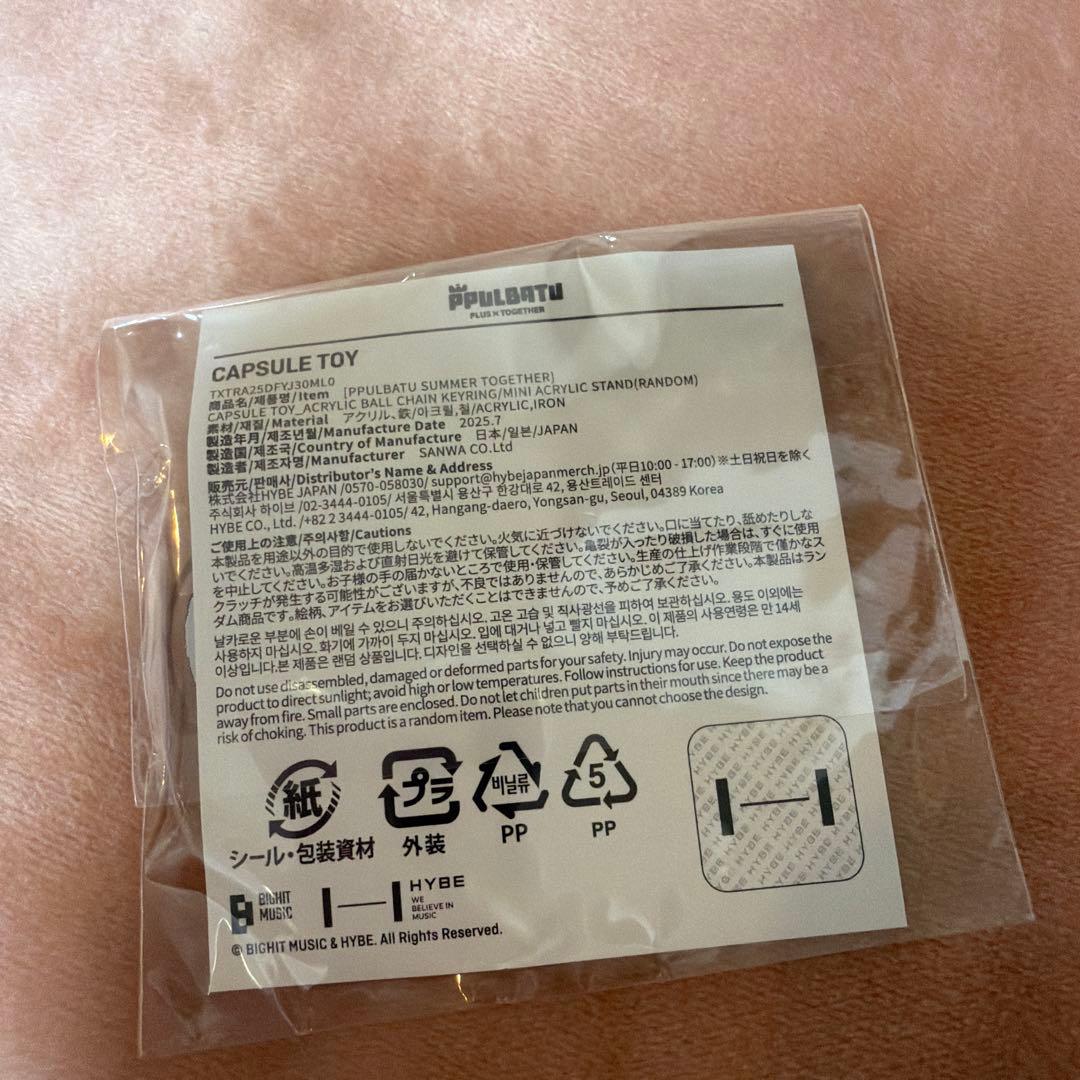 PPULBATU
PLUS × TOGETHER
CAPSULE TOY
TXTRA25DFYJ30ML0
商品名/제품명/Item [PPULBATU SUMMER TOGETHER]
CAPSULE TOY_ACRYLIC BALL CHAIN KEYRING/MINI ACRYLIC STAND(RANDOM)
素材/재질/Material アクリル、鉄/아크릴,철/ACRYLIC,IRON
製造年月/제조년월/Manufacture Date 2025.7
製造国/제조국/Country of Manufacture 日本/일본/JAPAN
製造者/제조자명/Manufacturer SANWA CO.Ltd
販売元/판매사/Distributor's Name & Address
株式会社HYBE JAPAN /0570-058030/ support@hybejapanmerch.jp(平日10:00 - 17:00)※土日祝日を除く
주식회사 하이브 /02-3444-0105/ 서울특별시 용산구 한강대로 42, 용산트레이드 센터
HYBE CO., Ltd. /+82 2 3444-0105/ 42, Hangang-daero, Yongsan-gu, Seoul, 04389 Korea
ご使用上の注意/주의사항/Cautions
本製品を用途以外の目的で使用しないでください。火気に近づけないでください。口に当てたり、舐めたりしな
いでください。高温多湿および直射日光を避けて保管してください。亀裂が入ったり破損した場合は、すぐに使用
を中止してください。お子様の手の届かないところで使用・保管してください。生産の仕上げ作業段階で僅かなス
クラッチが発生する可能性がございますが、不良ではありませんので、あらかじめご了承ください。本製品はラン
ダム商品です。絵柄、アイテムをお選びいただくことはできませんので、予めご了承ください。
날카로운 부분에 손이 베일 수 있으니 주의하십시오. 고온 고습 및 직사광선을 피하여 보관하십시오. 용도 이외에는
사용하지 마십시오. 화기에 가까이 두지 마십시오. 입에 대거나 넣고 빨지 마십시오. 이 제품의 사용연령은 만 14세
이상입니다.본 제품은 랜덤 상품입니다. 디자인을 선택하실 수 없으니 양해 부탁드립니다.
Do not use disassembled, damaged or deformed parts for your safety. Injury may occur. Do not expose the
product to direct sunlight; avoid high or low temperatures. Follow instructions for use. Keep the product
away from fire. Small parts are enclosed. Do not let children put parts in their mouth since there may be a
risk of choking. This product is a random item. Please note that you cannot choose the design.
紙
シール・包装資材
プラ
外装
비닐류
PP
5
PP
HYBE
BIGHIT
MUSIC
HYBE
WE
BELIEVE IN
MUSIC
© BIGHIT MUSIC & HYBE. All Rights Reserved.